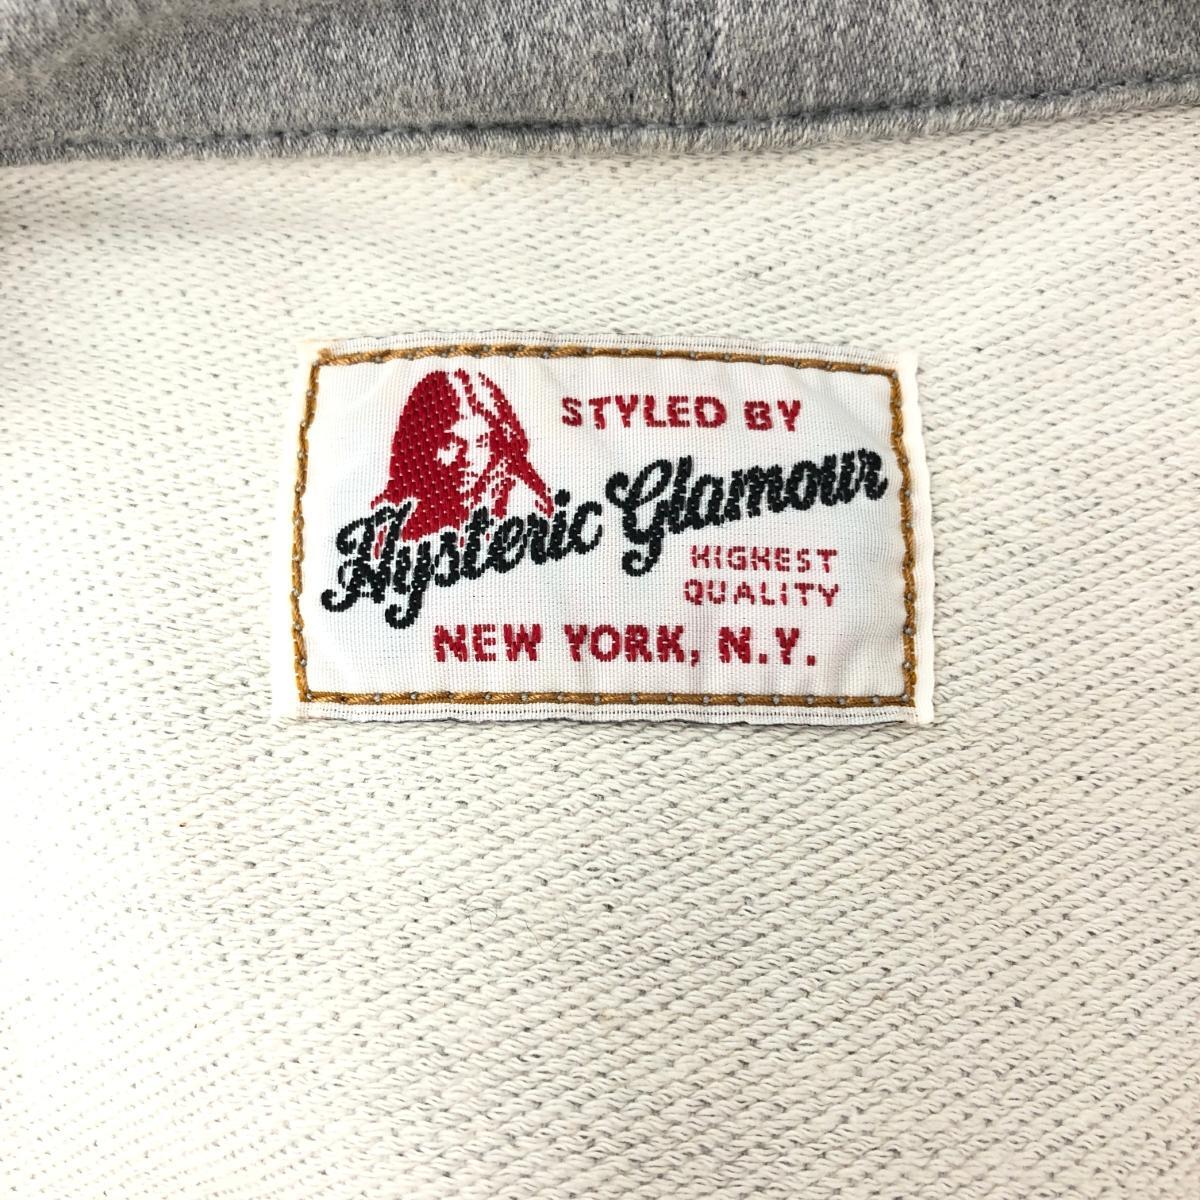 STYLED BY
Hysteric Glamour
HIGHEST
QUALITY
NEW YORK, N.Y.